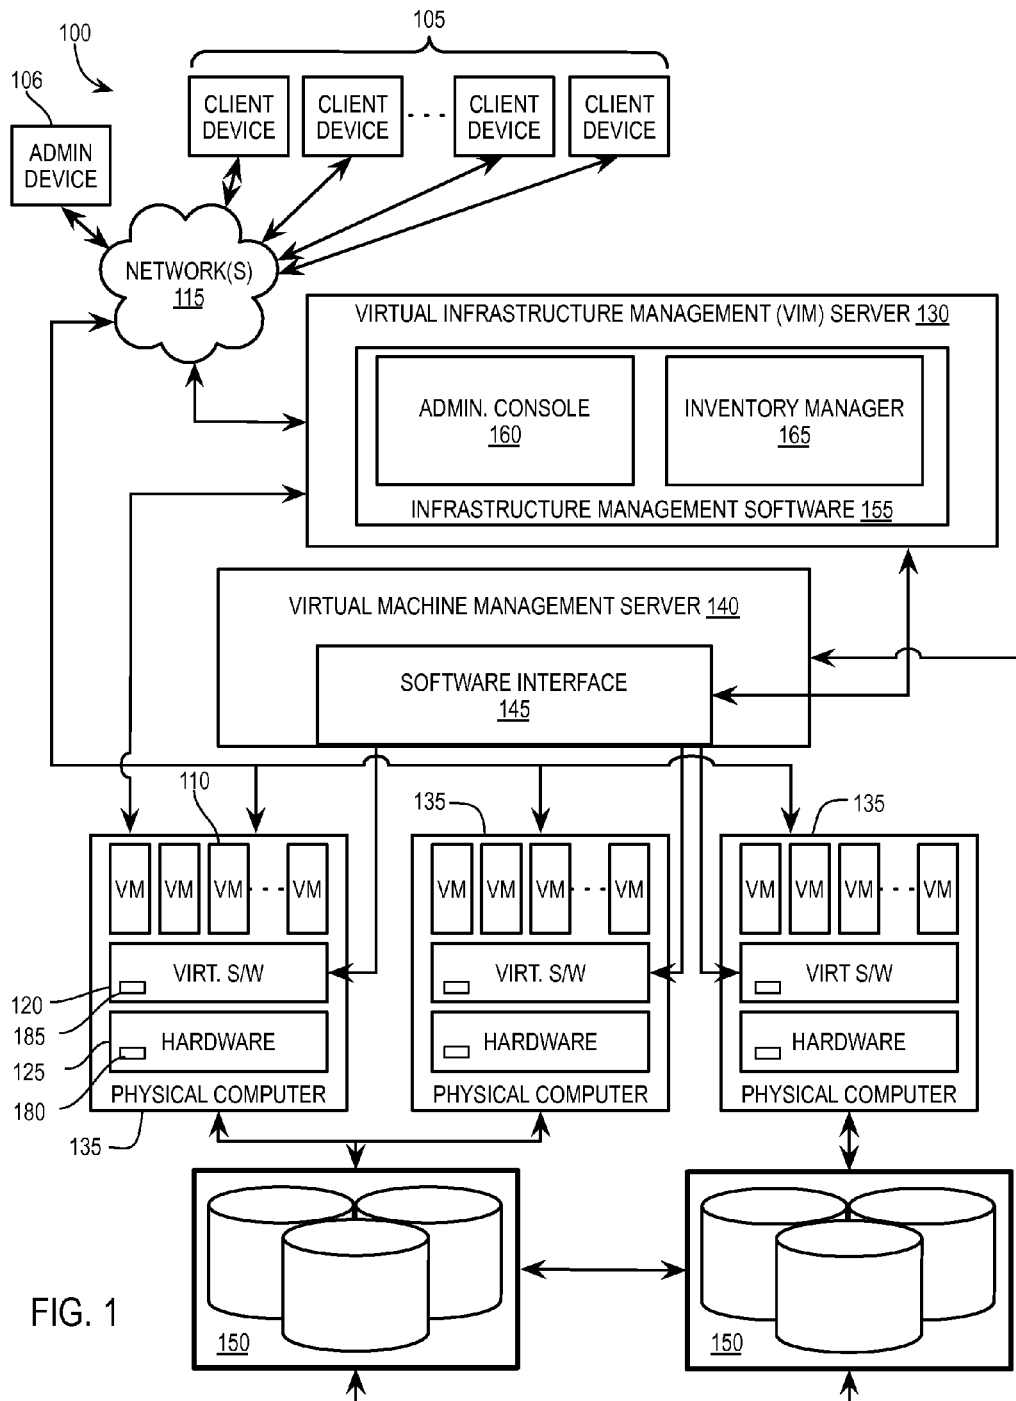 100
105
106
CLIENT
DEVICE
CLIENT
DEVICE
CLIENT
DEVICE
CLIENT
DEVICE
ADMIN
DEVICE
NETWORK(S)
115
VIRTUAL INFRASTRUCTURE MANAGEMENT (VIM) SERVER 130
ADMIN. CONSOLE
160
INVENTORY MANAGER
165
INFRASTRUCTURE MANAGEMENT SOFTWARE 155
VIRTUAL MACHINE MANAGEMENT SERVER 140
SOFTWARE INTERFACE
145
110
135
135
VM VM VM VM
VM VM VM VM
VM VM VM VM
VIRT. S/W
VIRT. S/W
VIRT S/W
120
185
HARDWARE
HARDWARE
HARDWARE
125
180
PHYSICAL COMPUTER
PHYSICAL COMPUTER
PHYSICAL COMPUTER
135
FIG. 1
150
150